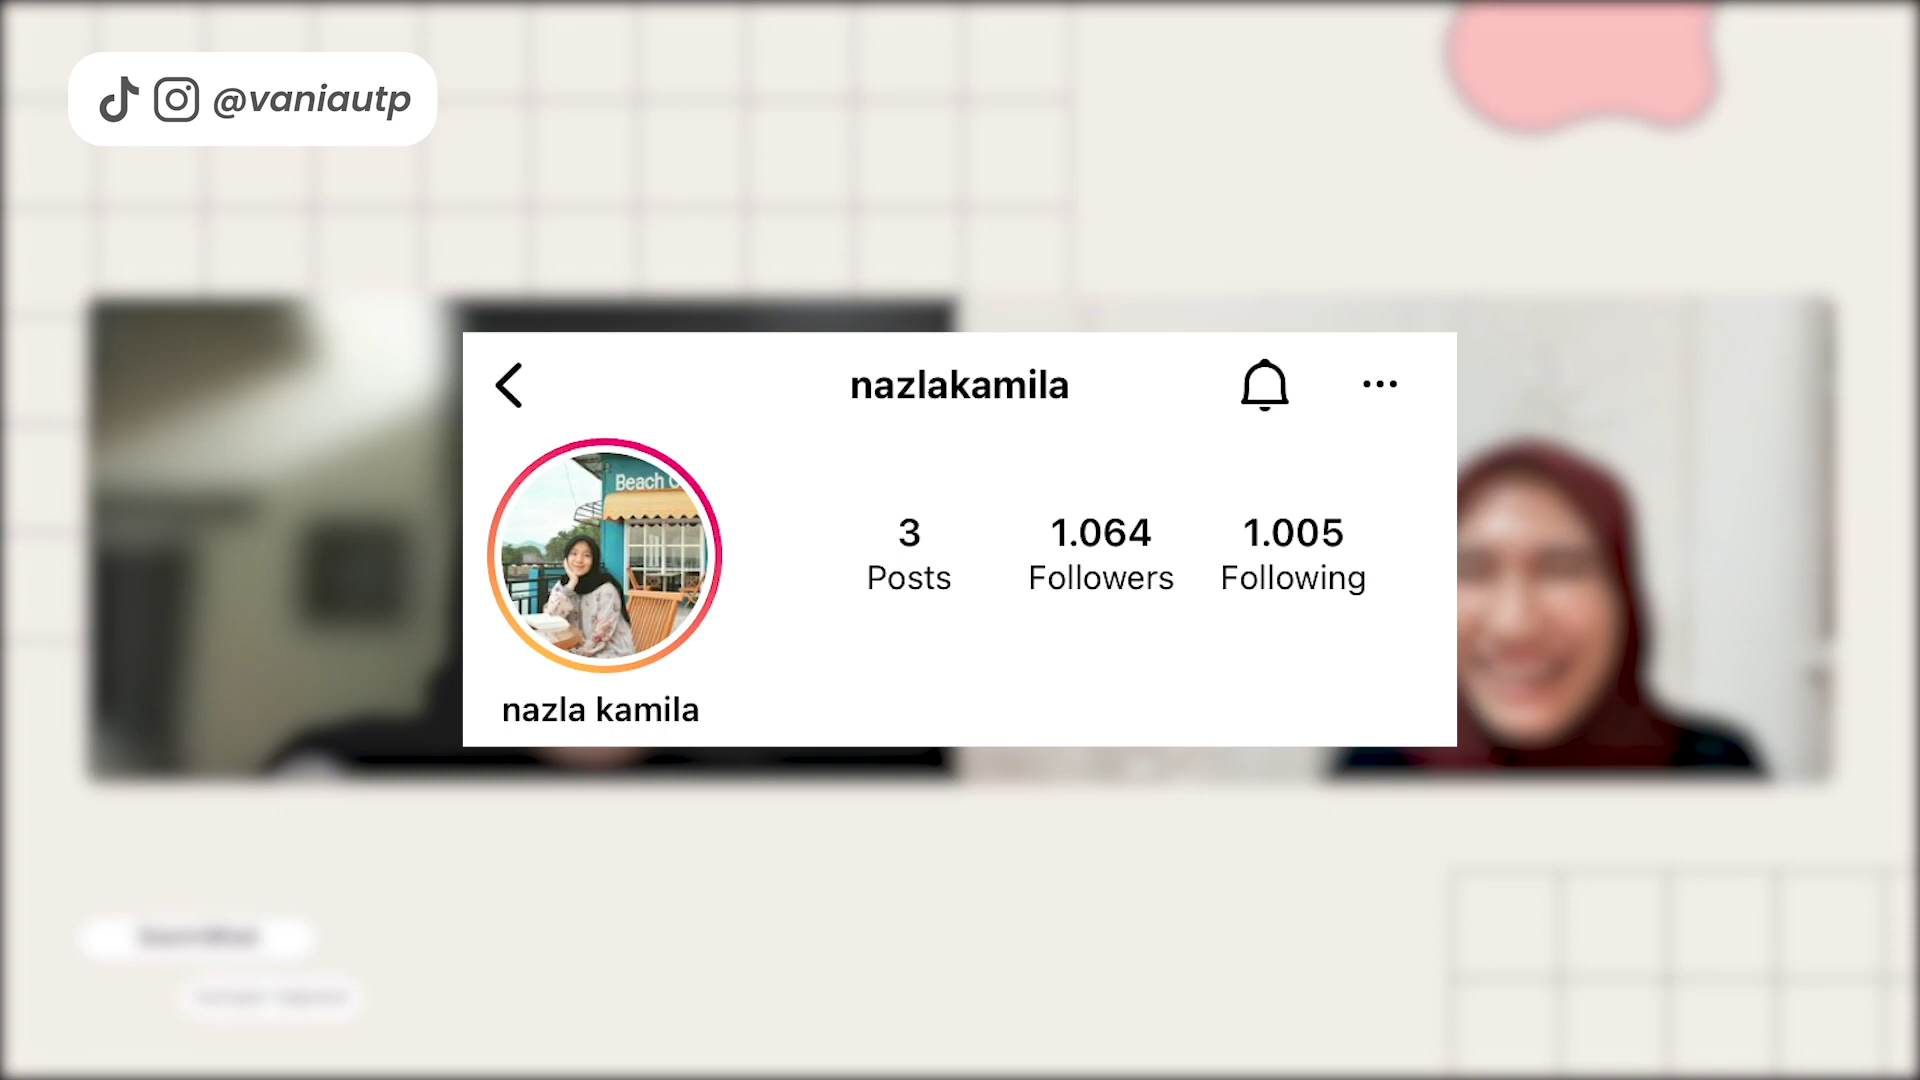 @vaniautp
nazlakamila
Beach C
3
Posts
1.064
Followers
1.005
Following
nazla kamila